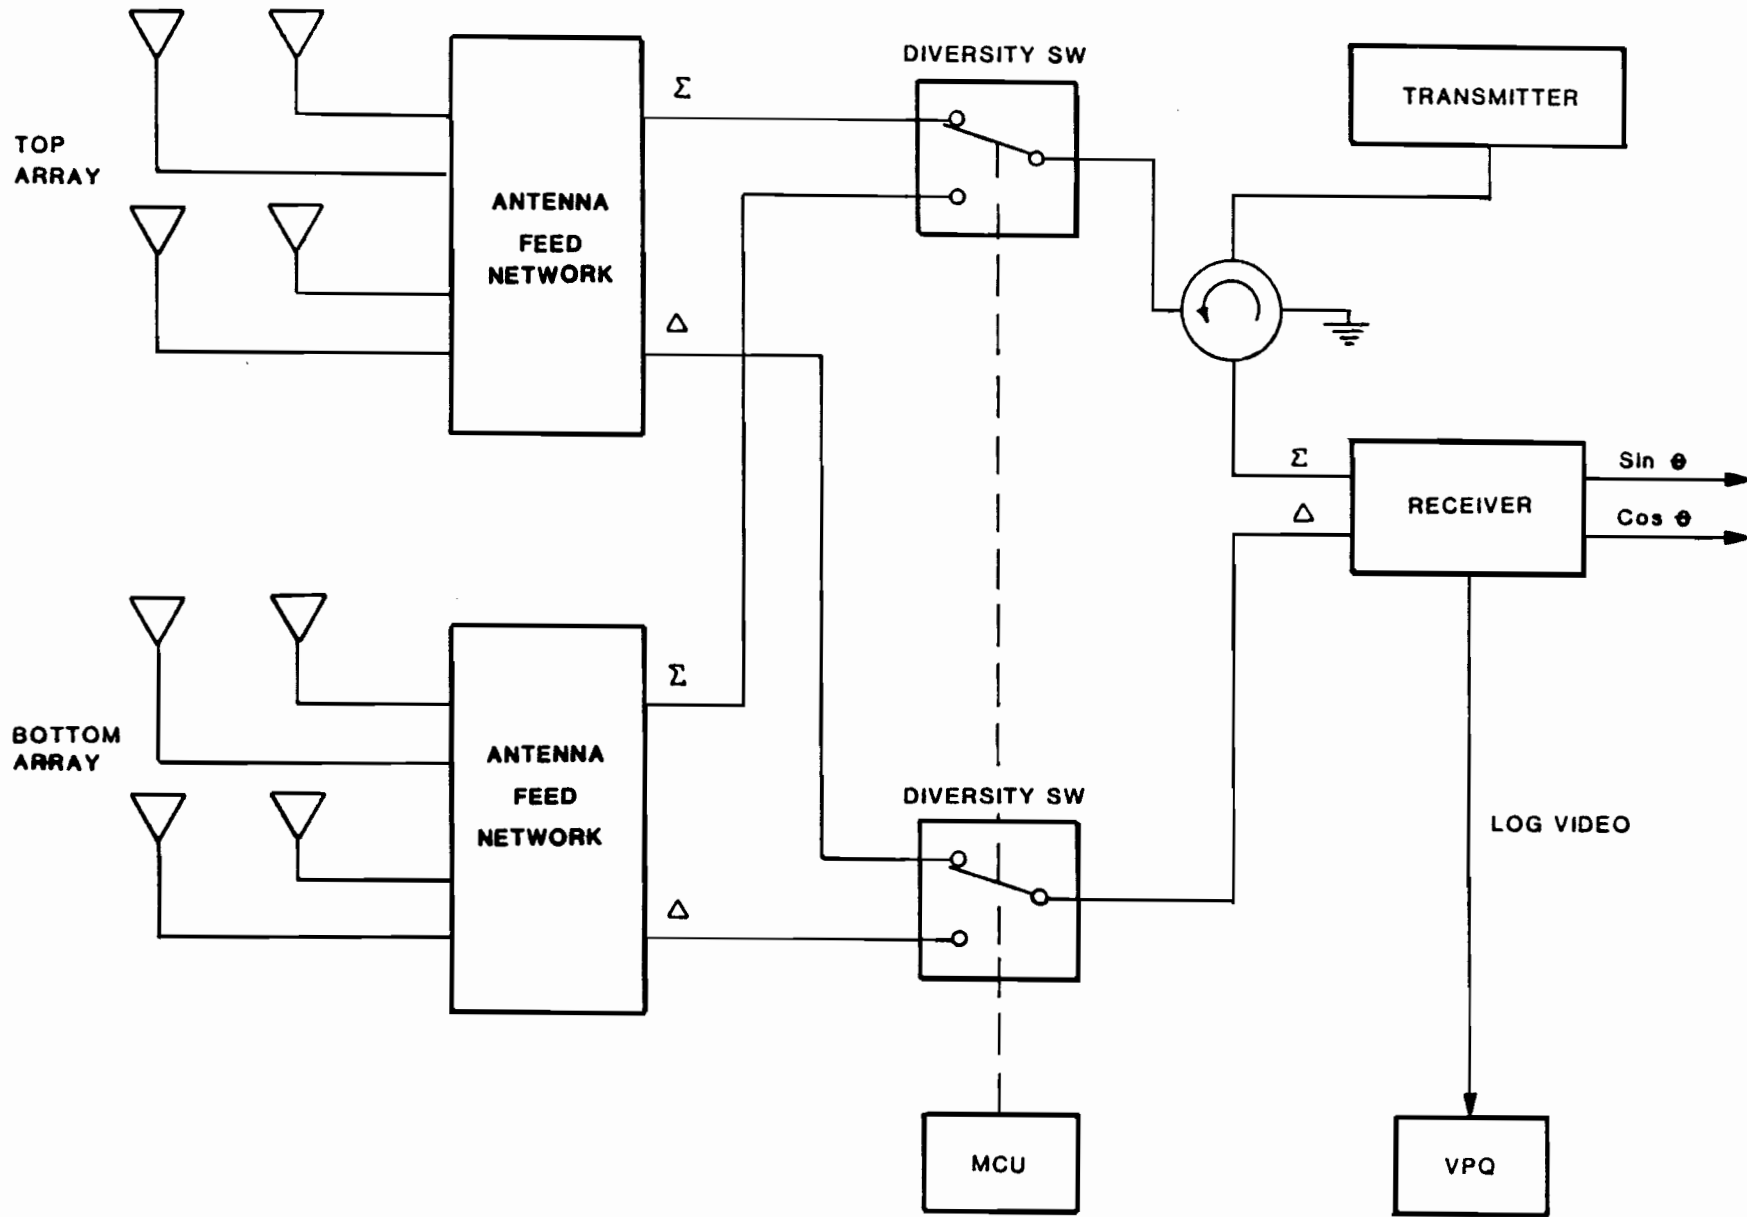 DIVERSITY SW
TRANSMITTER
Σ
TOP
ARRAY
ANTENNA
FEED
NETWORK
Δ
Σ
Δ
RECEIVER
Sin θ
Cos θ
BOTTOM
ARRAY
ANTENNA
FEED
NETWORK
Σ
Δ
DIVERSITY SW
LOG VIDEO
MCU
VPQ